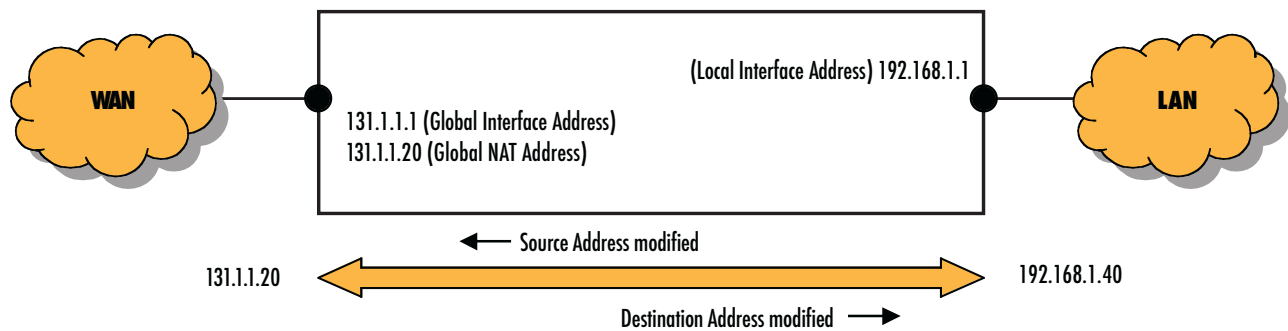 WAN
(Local Interface Address) 192.168.1.1
LAN
131.1.1.1 (Global Interface Address)
131.1.1.20 (Global NAT Address)
Source Address modified
131.1.1.20
192.168.1.40
Destination Address modified